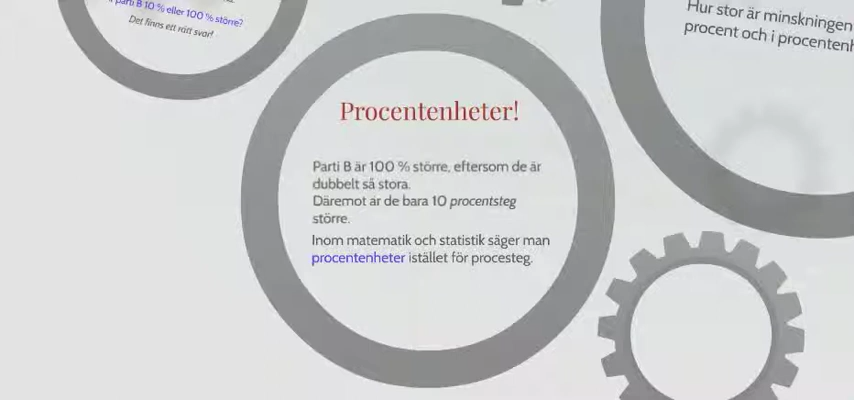 parti B 10 % eller 100 % större?
Det finns ett rätt svar!
Hur stor är minskningen
procent och i procentenh
Procentenheter!
Parti B är 100 % större, eftersom de är
dubbelt så stora.
Däremot är de bara 10 procentsteg
större.
Inom matematik och statistik säger man
procentenheter istället för procesteg.